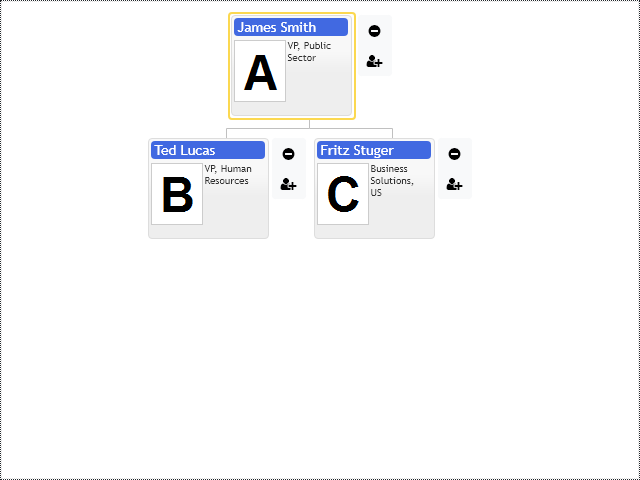 James Smith
A
VP, Public
Sector
Ted Lucas
B
VP, Human
Resources
Fritz Stuger
C
Business
Solutions,
US